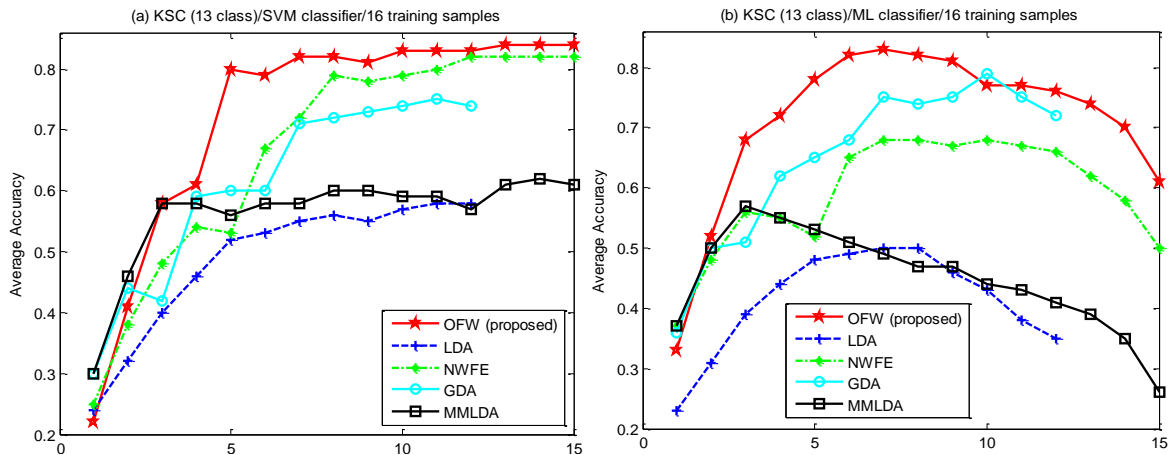 (a) KSC (13 class)/SVM classifier/16 training samples
Average Accuracy
0.8
0.7
0.6
0.5
0.4
0.3
0.2
0
5
10
15
OFW (proposed)
LDA
NWFE
GDA
MMLDA
(b) KSC (13 class)/ML classifier/16 training samples
Average Accuracy
0.8
0.7
0.6
0.5
0.4
0.3
0.2
0
5
10
15
OFW (proposed)
LDA
NWFE
GDA
MMLDA